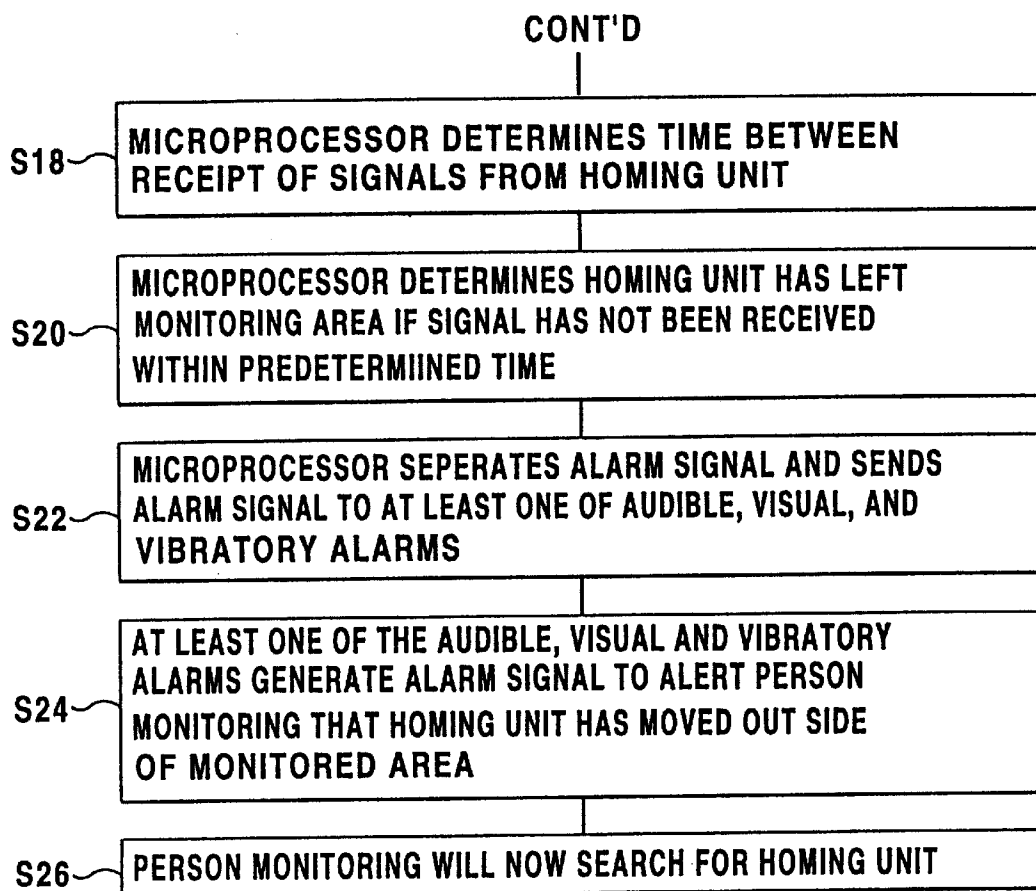 CONT'D
S18
MICROPROCESSOR DETERMINES TIME BETWEEN
RECEIPT OF SIGNALS FROM HOMING UNIT
S20
MICROPROCESSOR DETERMINES HOMING UNIT HAS LEFT
MONITORING AREA IF SIGNAL HAS NOT BEEN RECEIVED
WITHIN PREDETERMIINED TIME
S22
MICROPROCESSOR SEPERATES ALARM SIGNAL AND SENDS
ALARM SIGNAL TO AT LEAST ONE OF AUDIBLE, VISUAL, AND
VIBRATORY ALARMS
S24
AT LEAST ONE OF THE AUDIBLE, VISUAL AND VIBRATORY
ALARMS GENERATE ALARM SIGNAL TO ALERT PERSON
MONITORING THAT HOMING UNIT HAS MOVED OUT SIDE
OF MONITORED AREA
S26
PERSON MONITORING WILL NOW SEARCH FOR HOMING UNIT